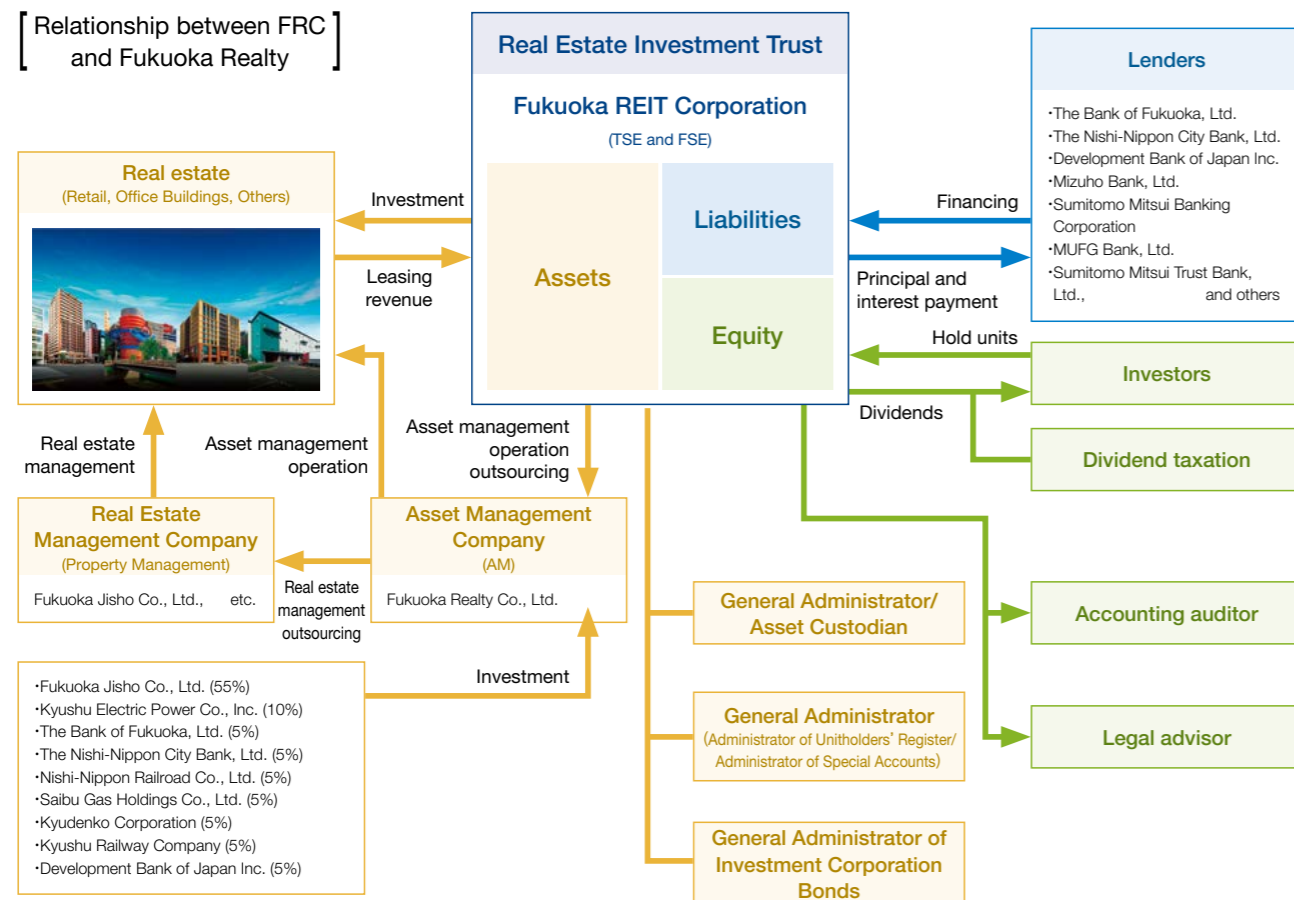 Relationship between FRC
and Fukuoka Realty
Real Estate Investment Trust
Fukuoka REIT Corporation
(TSE and FSE)
Assets
Liabilities
Equity
Real estate
(Retail, Office Buildings, Others)
Investment
Leasing
revenue
Financing
Principal and
interest payment
Lenders
・The Bank of Fukuoka, Ltd.
・The Nishi-Nippon City Bank, Ltd.
・Development Bank of Japan Inc.
・Mizuho Bank, Ltd.
・Sumitomo Mitsui Banking
Corporation
・MUFG Bank, Ltd.
・Sumitomo Mitsui Trust Bank,
Ltd., and others
Hold units
Investors
Dividends
Dividend taxation
Real estate
management
Asset management
operation
Asset management
operation
outsourcing
Real Estate
Management Company
(Property Management)
Fukuoka Jisho Co., Ltd., etc.
Real estate
management
outsourcing
Asset Management
Company
(AM)
Fukuoka Realty Co., Ltd.
Investment
・Fukuoka Jisho Co., Ltd. (55%)
・Kyushu Electric Power Co., Inc. (10%)
・The Bank of Fukuoka, Ltd. (5%)
・The Nishi-Nippon City Bank, Ltd. (5%)
・Nishi-Nippon Railroad Co., Ltd. (5%)
・Saibu Gas Holdings Co., Ltd. (5%)
・Kyudenko Corporation (5%)
・Kyushu Railway Company (5%)
・Development Bank of Japan Inc. (5%)
General Administrator/
Asset Custodian
General Administrator
(Administrator of Unitholders' Register/
Administrator of Special Accounts)
General Administrator of
Investment Corporation
Bonds
Accounting auditor
Legal advisor